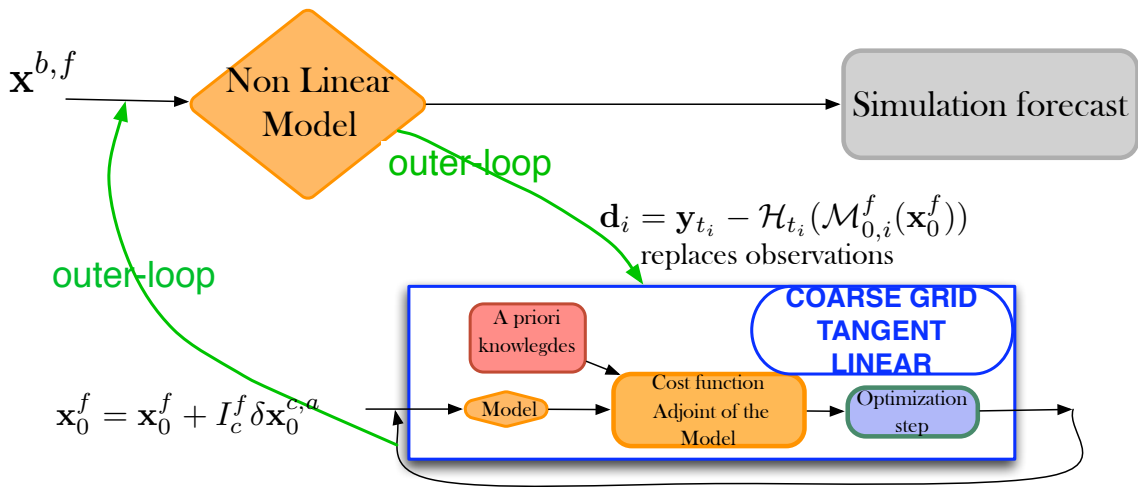 𝐱^{b,f}
Non Linear
Model
Simulation forecast
outer-loop
𝐝_i = 𝐲_{t_i} − ℋ_{t_i}(ℳ^f_{0,i}(𝐱^f_0))
replaces observations
outer-loop
COARSE GRID
TANGENT
LINEAR
A priori
knowlegdes
Cost function
Adjoint of the
Model
Model
Optimization
step
𝐱^f_0 = 𝐱^f_0 + I^f_c δ𝐱^{c,a}_0